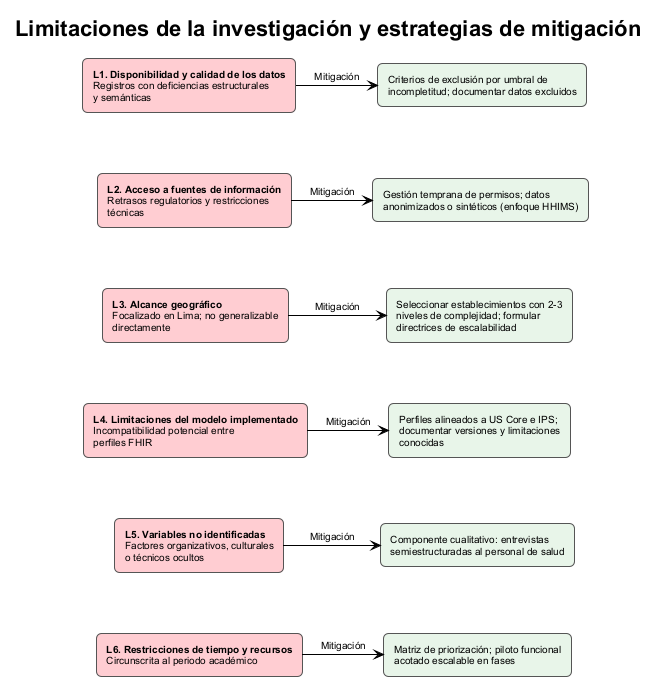 Limitaciones de la investigación y estrategias de mitigación
L1. Disponibilidad y calidad de los datos
Registros con deficiencias estructurales
y semánticas
Mitigación
Criterios de exclusión por umbral de
incompletitud; documentar datos excluidos
L2. Acceso a fuentes de información
Retrasos regulatorios y restricciones
técnicas
Mitigación
Gestión temprana de permisos; datos
anonimizados o sintéticos (enfoque HHIMS)
L3. Alcance geográfico
Focalizado en Lima; no generalizable
directamente
Mitigación
Seleccionar establecimientos con 2-3
niveles de complejidad; formular
directrices de escalabilidad
L4. Limitaciones del modelo implementado
Incompatibilidad potencial entre
perfiles FHIR
Mitigación
Perfiles alineados a US Core e IPS;
documentar versiones y limitaciones
conocidas
L5. Variables no identificadas
Factores organizativos, culturales
o técnicos ocultos
Mitigación
Componente cualitativo: entrevistas
semiestructuradas al personal de salud
L6. Restricciones de tiempo y recursos
Circunscrita al periodo académico
Mitigación
Matriz de priorización; piloto funcional
acotado escalable en fases